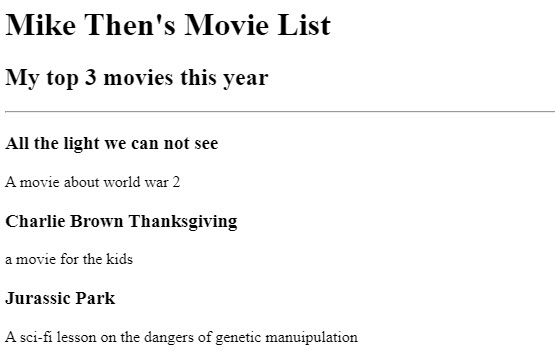 Mike Then's Movie List
My top 3 movies this year
All the light we can not see
A movie about world war 2
Charlie Brown Thanksgiving
a movie for the kids
Jurassic Park
A sci-fi lesson on the dangers of genetic manuipulation